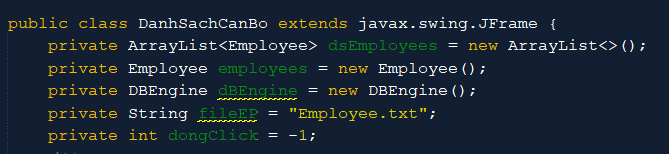 public class DanhSachCanBo extends javax.swing.JFrame {
    private ArrayList<Employee> dsEmployees = new ArrayList<>();
    private Employee employees = new Employee();
    private DBEngine dBEngine = new DBEngine();
    private String fileEP = "Employee.txt";
    private int dongClick = -1;